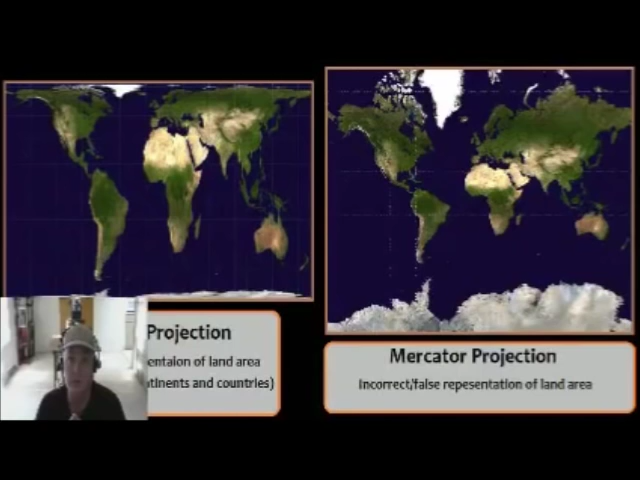 Projection
entaion of land area
tinents and countries)
Mercator Projection
Incorrect/false repesentation of land area